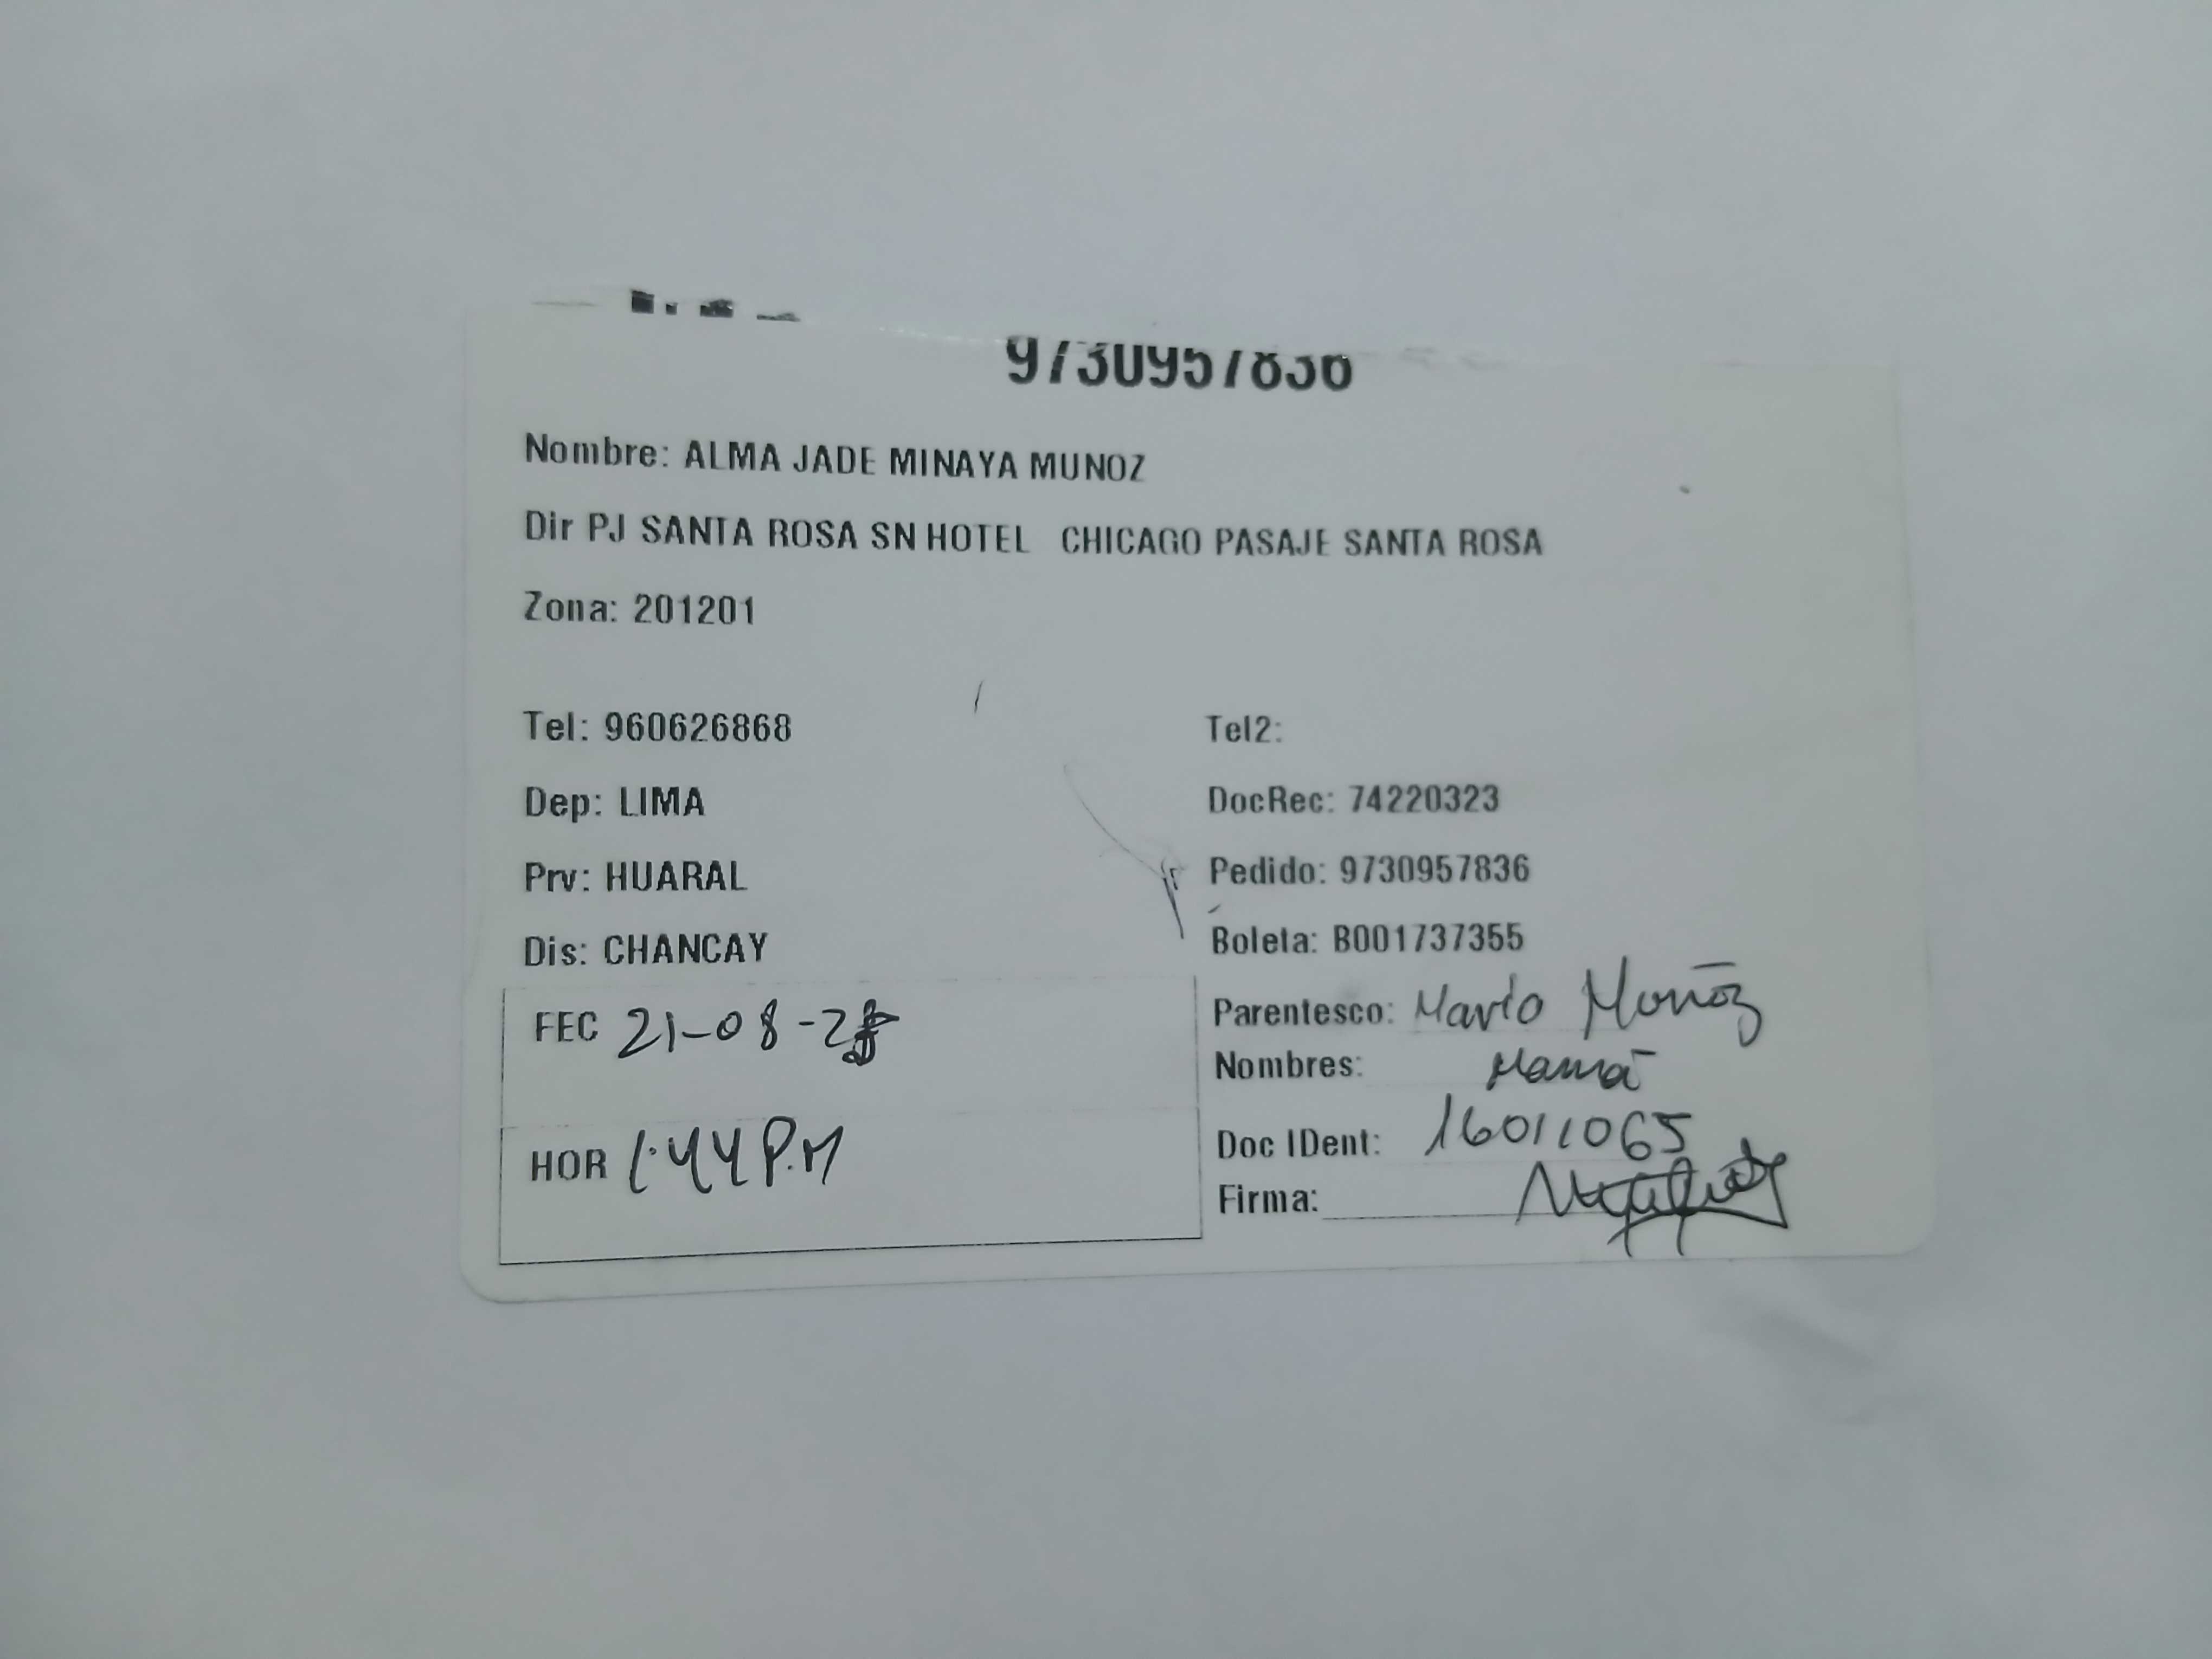 9730957836
Nombre: ALMA JADE MINAYA MUNOZ
Dir PJ SANTA ROSA SN HOTEL CHICAGO PASAJE SANTA ROSA
Zona: 201201
Tel: 960626868
Tel2:
Dep: LIMA
DocRec: 74220323
Prv: HUARAL
Pedido: 9730957836
Dis: CHANCAY
Boleta: B001737355
FEC 21-08-
Parentesco: Muñoz
Nombres: Mamá
HOR 1:44 P.M
Doc IDent: 16011065
Firma: